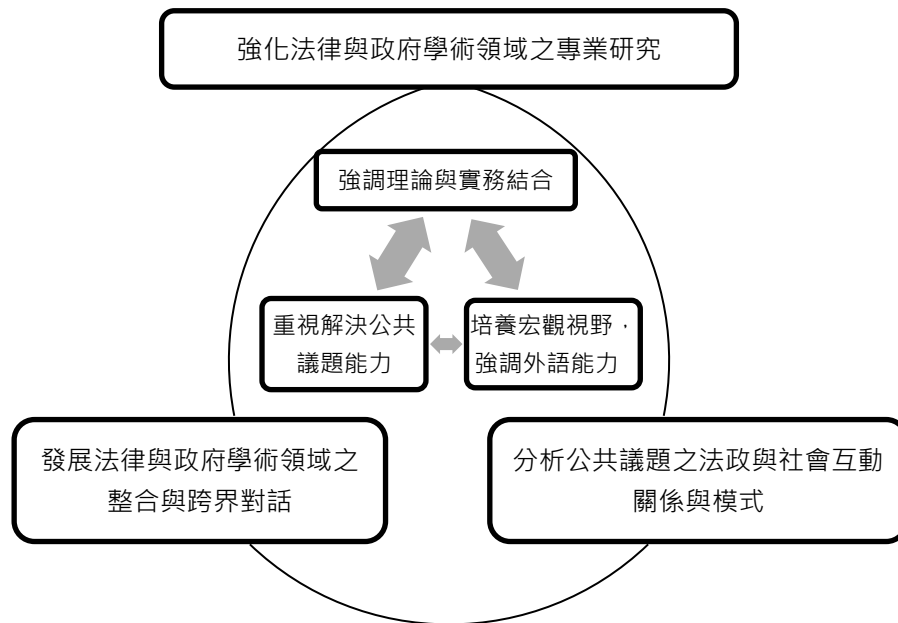 強化法律與政府學術領域之專業研究
強調理論與實務結合
重視解決公共
議題能力
培養宏觀視野，
強調外語能力
發展法律與政府學術領域之
整合與跨界對話
分析公共議題之法政與社會互動
關係與模式